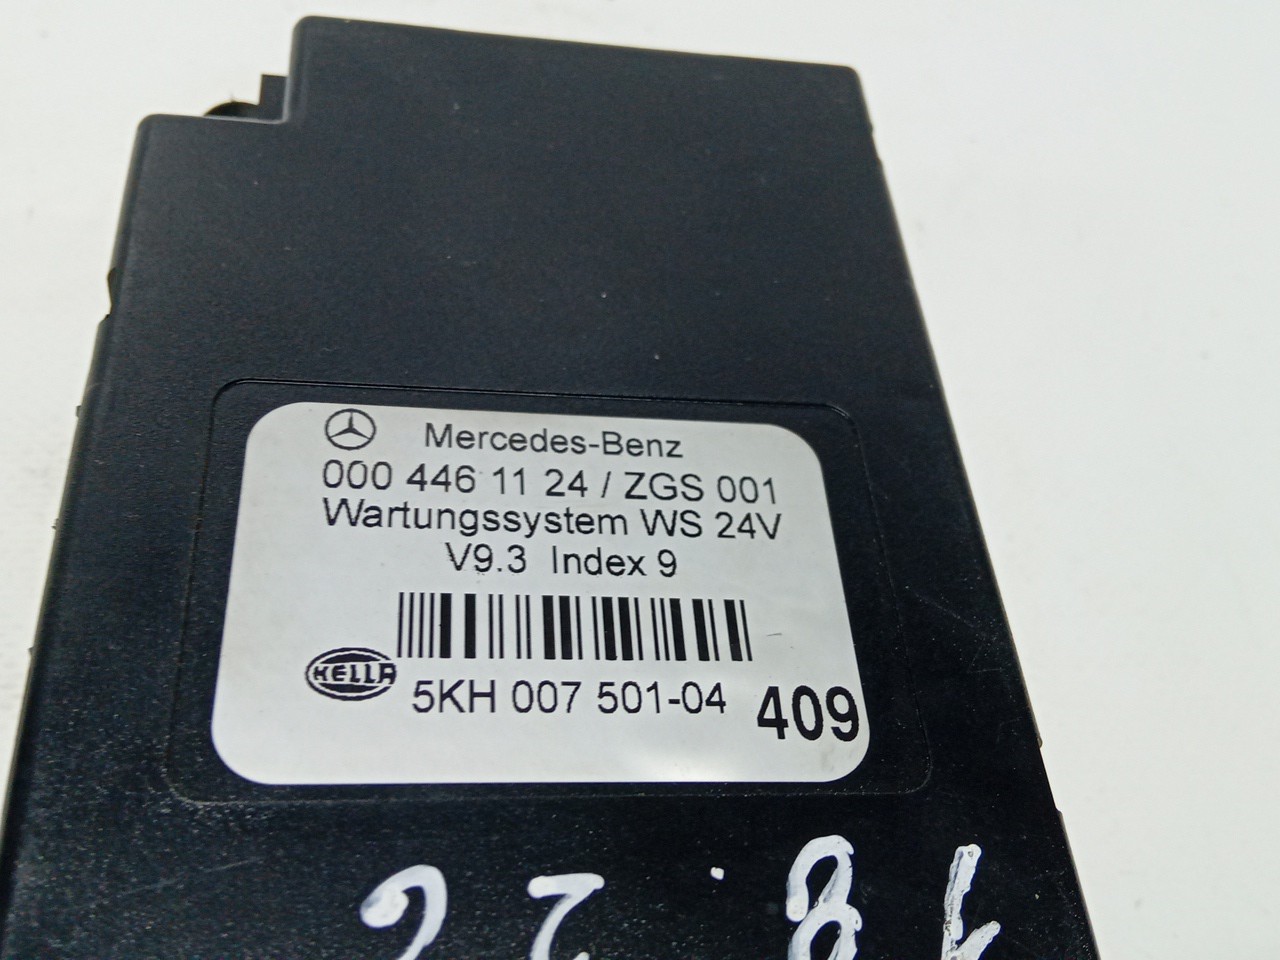 Mercedes-Benz
000 446 11 24 / ZGS 001
Wartungssystem WS 24V
V9.3 Index 9
HELLA
5KH 007 501-04
409